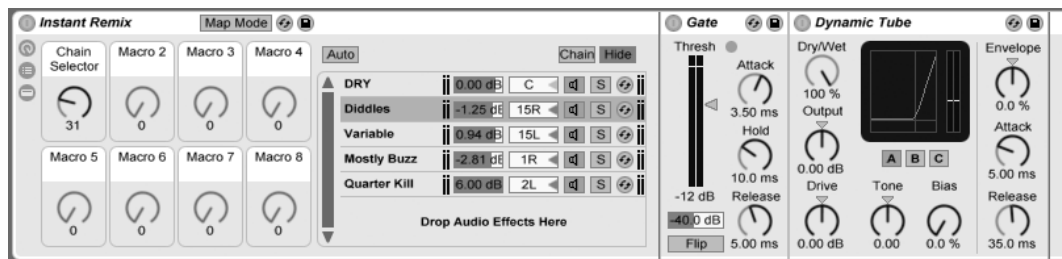 Instant Remix Map Mode
Chain Selector Macro 2 Macro 3 Macro 4
31 0 0 0
Macro 5 Macro 6 Macro 7 Macro 8
0 0 0 0
Auto Chain Hide
DRY 0.00 dB C S
Diddles -1.25 dB 15R S
Variable 0.94 dB 15L S
Mostly Buzz -2.81 dB 1R S
Quarter Kill 6.00 dB 2L S
Drop Audio Effects Here
Gate
Thresh
-12 dB
-40.0 dB
Flip
Attack
3.50 ms
Hold
10.0 ms
Release
5.00 ms
Dynamic Tube
Dry/Wet
100 %
Output
0.00 dB
A B C
Drive Tone Bias
0.00 dB 0.00 0.0 %
Envelope
0.0 %
Attack
5.00 ms
Release
35.0 ms